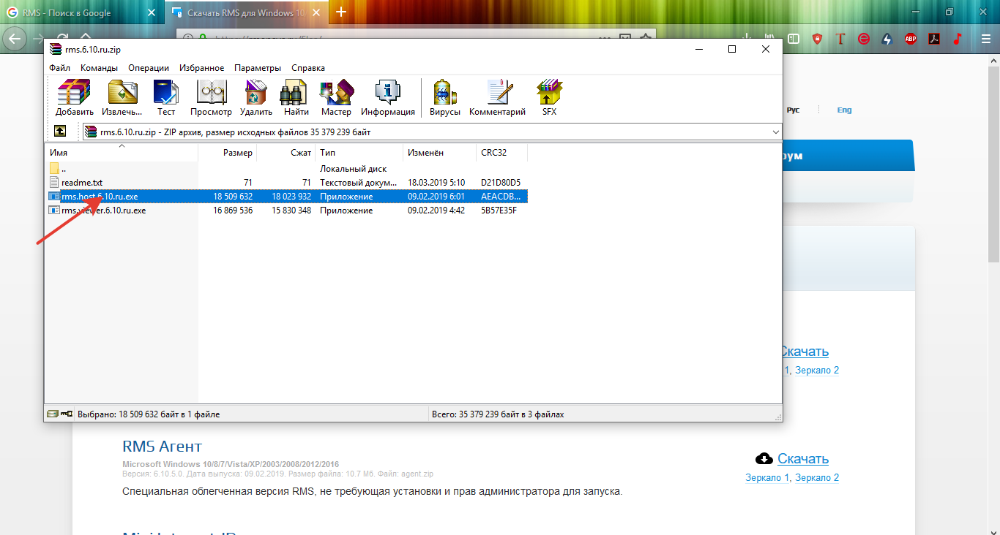 RMS - Поиск в Google
Скачать RMS для Windows 10
rms.6.10.ru.zip
Файл Команды Операции Избранное Параметры Справка
Добавить Извлечь... Тест Просмотр Удалить Найти Мастер Информация Вирусы Комментарий SFX
rms.6.10.ru.zip - ZIP архив, размер исходных файлов 35 379 239 байт
Имя Размер Сжат Тип Изменён CRC32
.. Локальный диск
readme.txt 71 71 Текстовый докум... 18.03.2019 5:10 D21D80D5
rms.host.6.10.ru.exe 18 509 632 18 023 932 Приложение 09.02.2019 6:01 AEACDB...
rms.viewer.6.10.ru.exe 16 869 536 15 830 348 Приложение 09.02.2019 4:42 5B57E35F
Выбрано: 18 509 632 байт в 1 файле
Всего: 35 379 239 байт в 3 файлах
ABP
Рус Eng
рум
Скачать
1, Зеркало 2
RMS Агент
Microsoft Windows 10/8/7/Vista/XP/2003/2008/2012/2016
Версия: 6.10.5.0. Дата выпуска: 09.02.2019. Размер файла: 10.7 Мб. Файл: agent.zip
Специальная облегченная версия RMS, не требующая установки и прав администратора для запуска.
Скачать
Зеркало 1, Зеркало 2